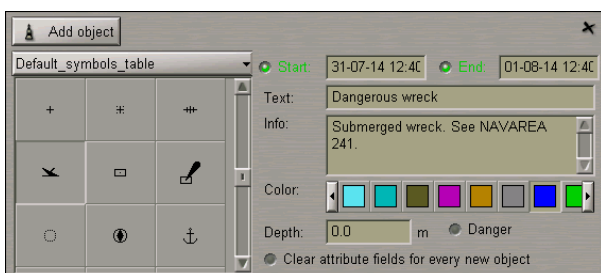 Add object
Default_symbols_table
Start: 31-07-14 12:40 End: 01-08-14 12:40
Text: Dangerous wreck
Info: Submerged wreck. See NAVAREA
241.
Color:
Depth: 0.0 m Danger
Clear attribute fields for every new object